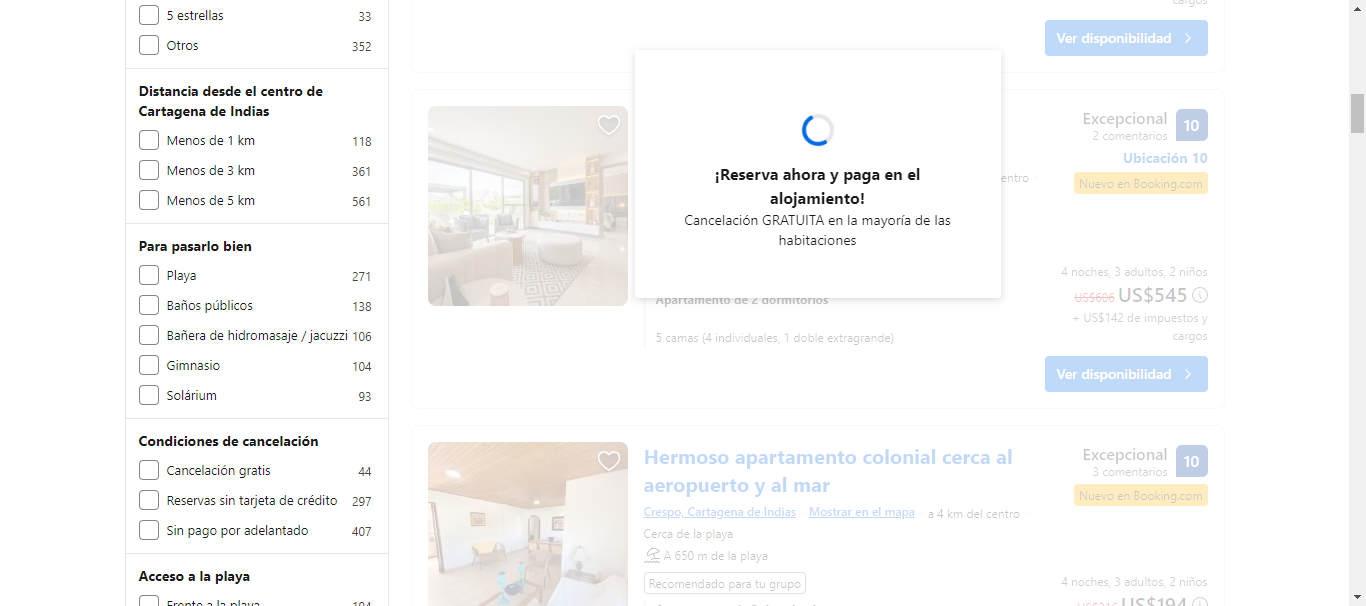 5 estrellas 33
Otros 352
Distancia desde el centro de
Cartagena de Indias
Menos de 1 km 118
Menos de 3 km 361
Menos de 5 km 561
Para pasarlo bien
Playa 271
Baños públicos 138
Bañera de hidromasaje / jacuzzi 106
Gimnasio 104
Solárium 93
Condiciones de cancelación
Cancelación gratis 44
Reservas sin tarjeta de crédito 297
Sin pago por adelantado 407
Acceso a la playa
Frente a la playa 194
cargos
Ver disponibilidad
¡Reserva ahora y paga en el
alojamiento!
Cancelación GRATUITA en la mayoría de las
habitaciones
Excepcional 10
2 comentarios
Ubicación 10
centro
Nuevo en Booking.com
Apartamento de 2 dormitorios
5 camas (4 individuales, 1 doble extragrande)
4 noches, 3 adultos, 2 niños
US$606 US$545
+ US$142 de impuestos y
cargos
Ver disponibilidad
Hermoso apartamento colonial cerca al
aeropuerto y al mar
Crespo, Cartagena de Indias Mostrar en el mapa a 4 km del centro
Cerca de la playa
A 650 m de la playa
Recomendado para tu grupo
Excepcional 10
3 comentarios
Nuevo en Booking.com
4 noches, 3 adultos, 2 niños
US$194